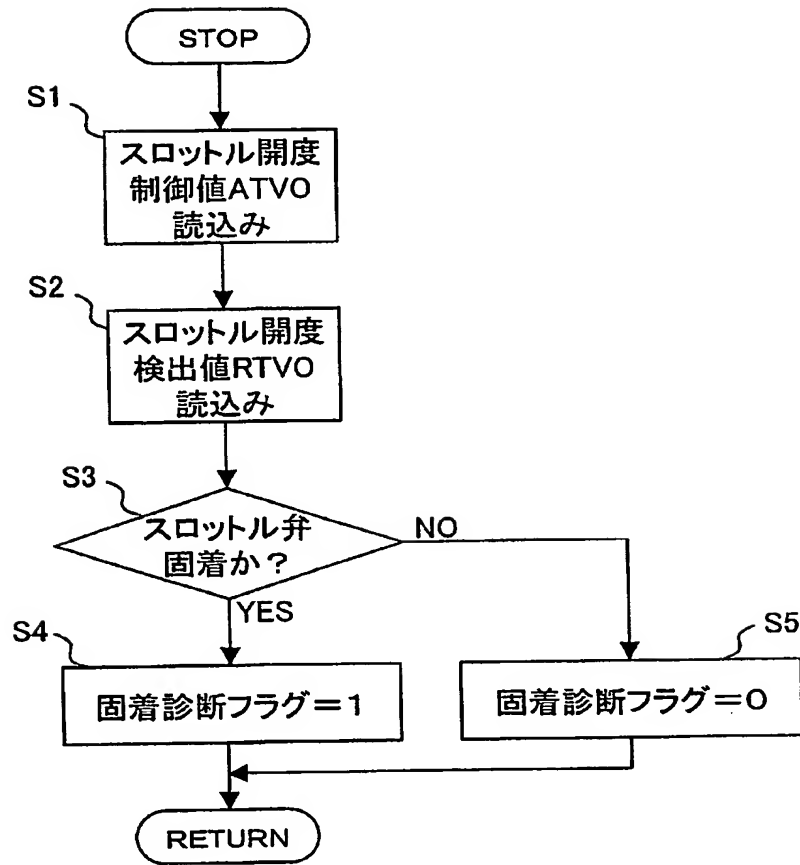 STOP
S1
スロットル開度
制御値ATVO
読込み
S2
スロットル開度
検出値RTVO
読込み
S3
スロットル弁
固着か？
NO
YES
S4
固着診断フラグ＝1
S5
固着診断フラグ＝0
RETURN